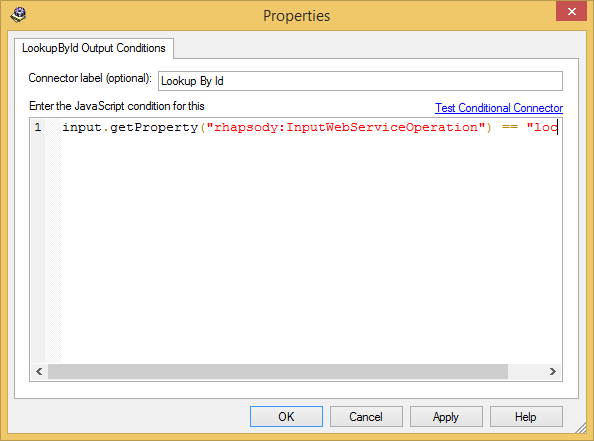 Properties
LookupById Output Conditions
Connector label (optional): Lookup By Id
Enter the JavaScript condition for this Test Conditional Connector
1 input.getProperty("rhapsody:InputWebServiceOperation") == "loo
OK Cancel Apply Help